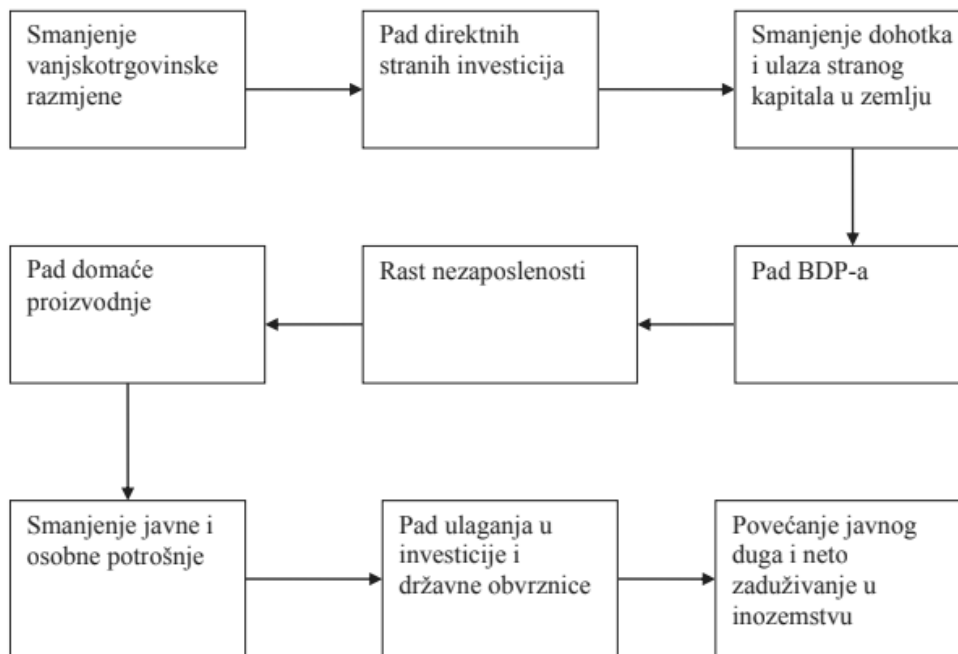 Smanjenje
vanjskotrgovinske
razmjene
Pad direktnih
stranih investicija
Smanjenje dohotka
i ulaza stranog
kapitala u zemlju
Pad BDP-a
Rast nezaposlenosti
Pad domaće
proizvodnje
Smanjenje javne i
osobne potrošnje
Pad ulaganja u
investicije i
državne obvrznice
Povećanje javnog
duga i neto
zaduživanje u
inozemstvu